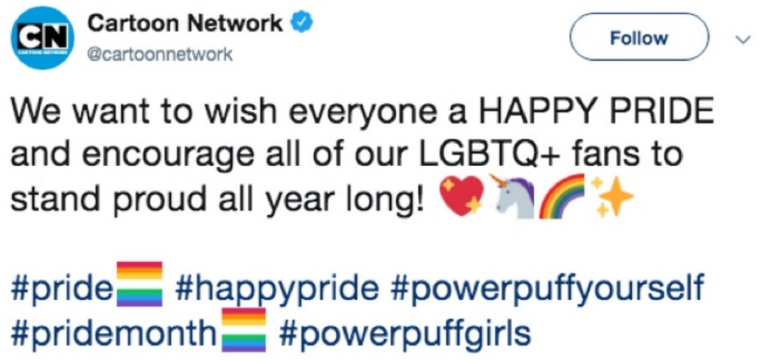 CN
Cartoon Network
@cartoonnetwork
Follow
We want to wish everyone a HAPPY PRIDE
and encourage all of our LGBTQ+ fans to
stand proud all year long! 💖🦄🌈✨
#pride #happypride #powerpuffyourself
#pridemonth #powerpuffgirls